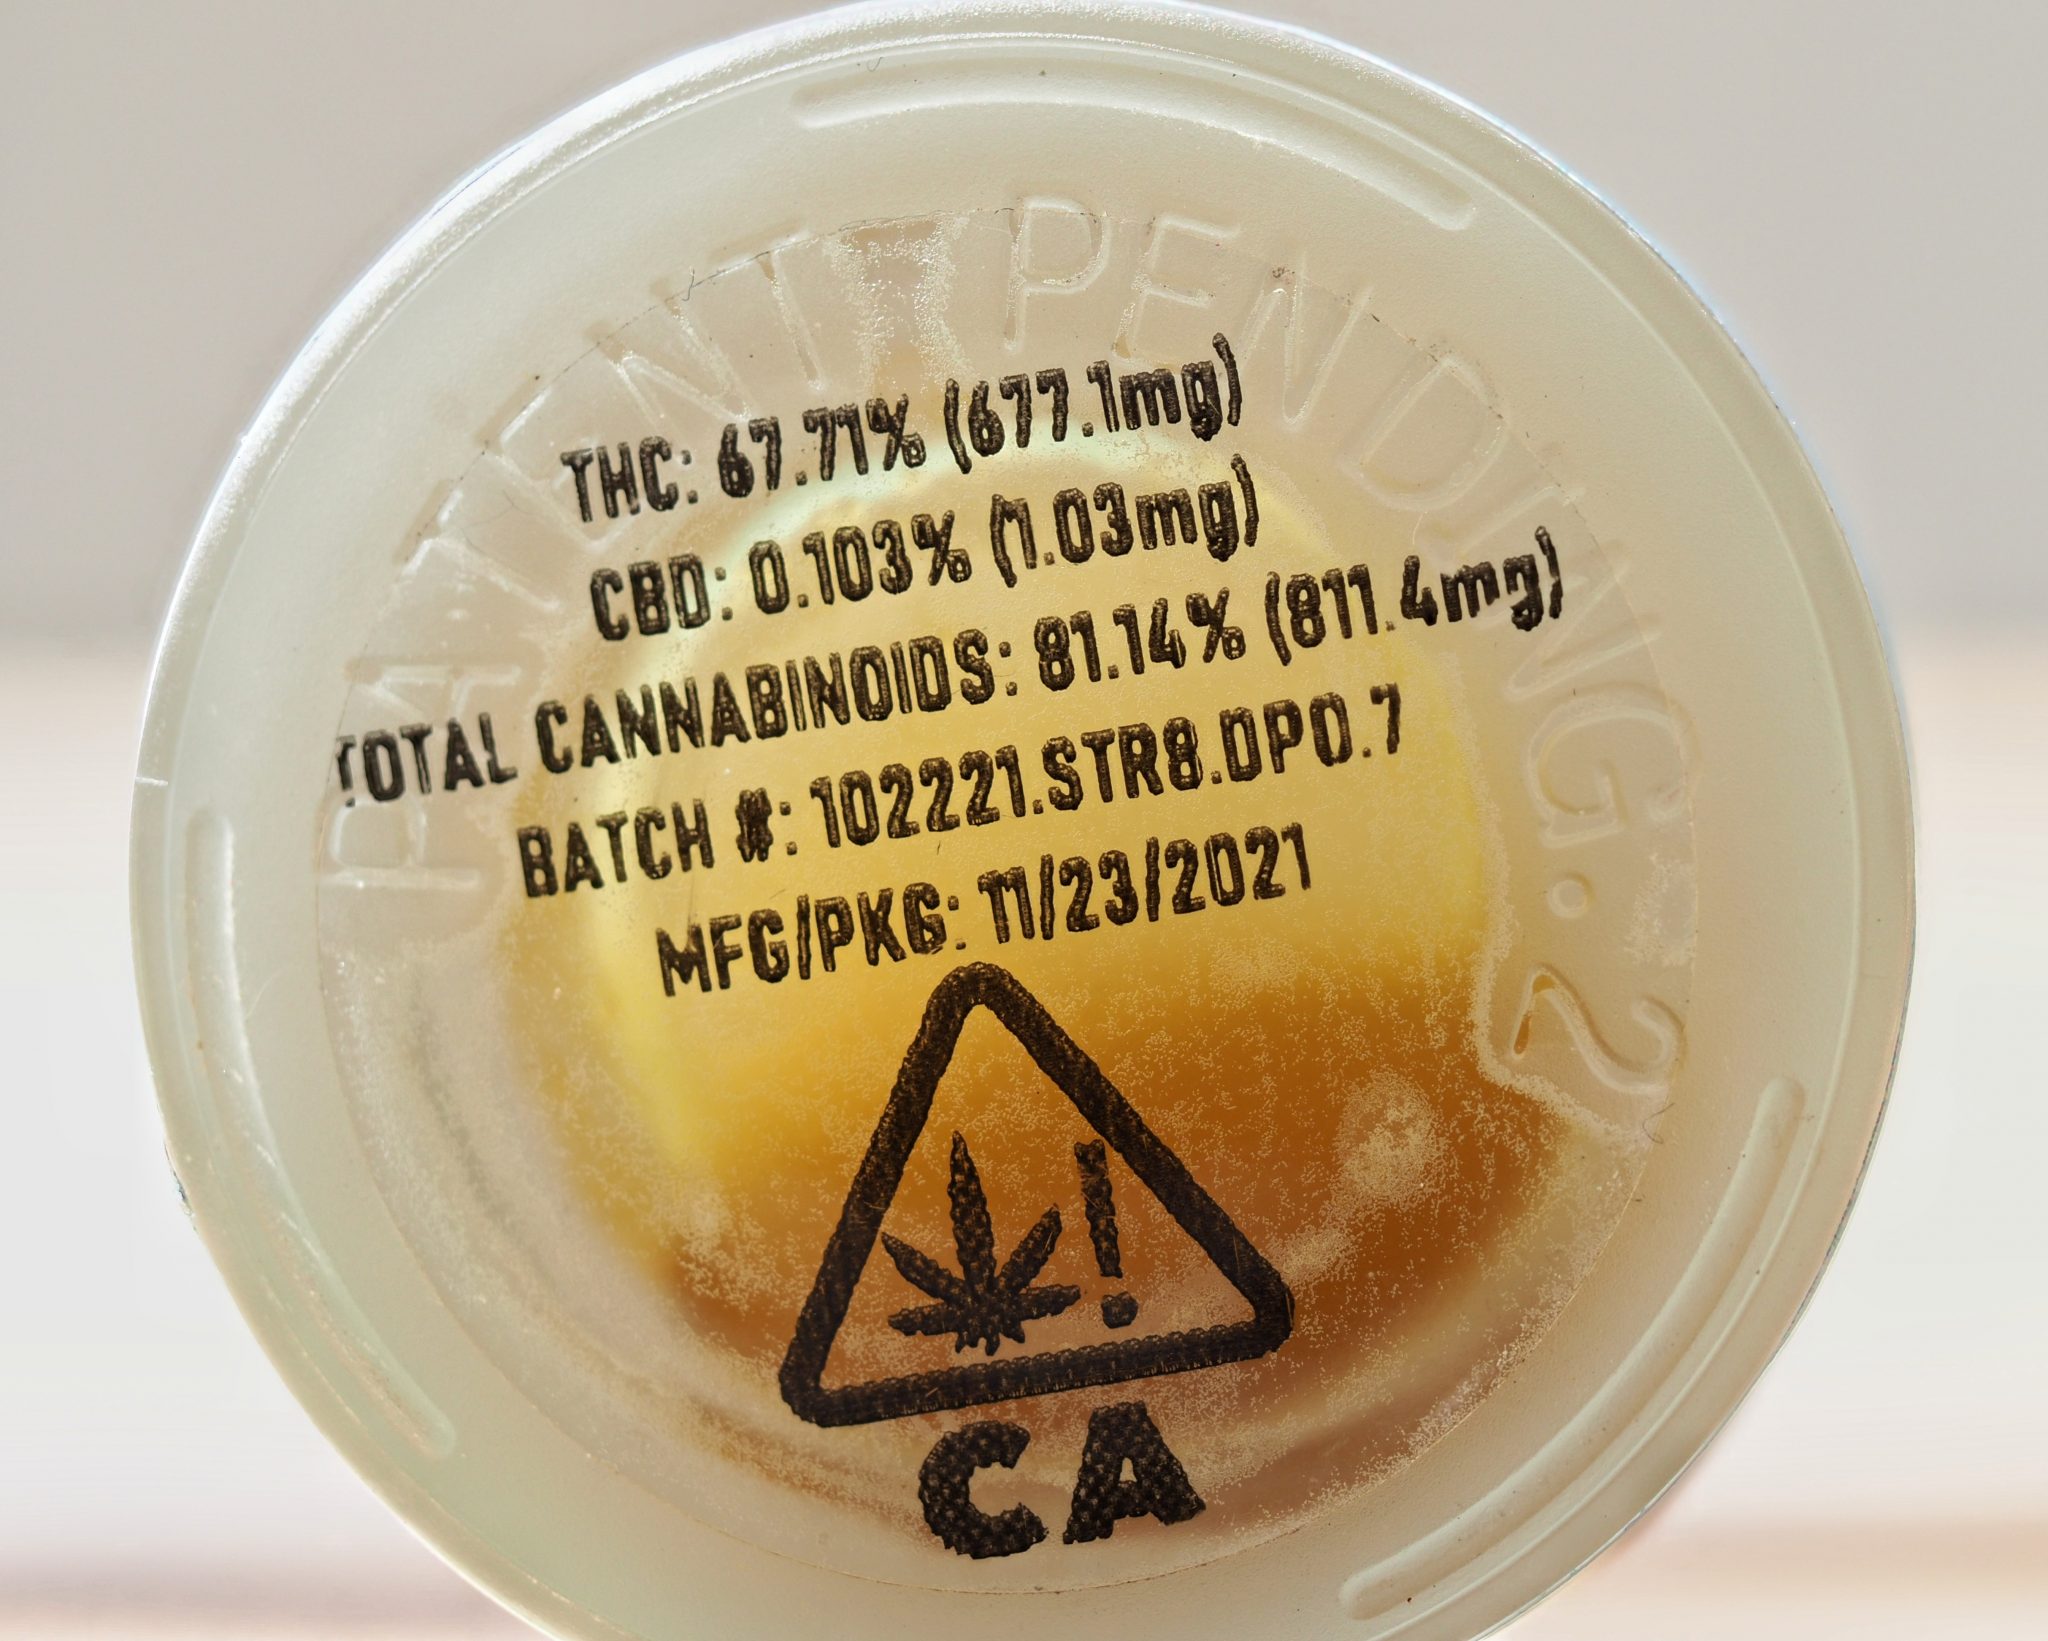 PATENT PENDING.2
THC: 67.71% (677.1mg)
CBD: 0.103% (1.03mg)
TOTAL CANNABINOIDS: 81.14% (811.4mg)
BATCH #: 102221.STR8.DPO.7
MFG/PKG: 11/23/2021
!
CA